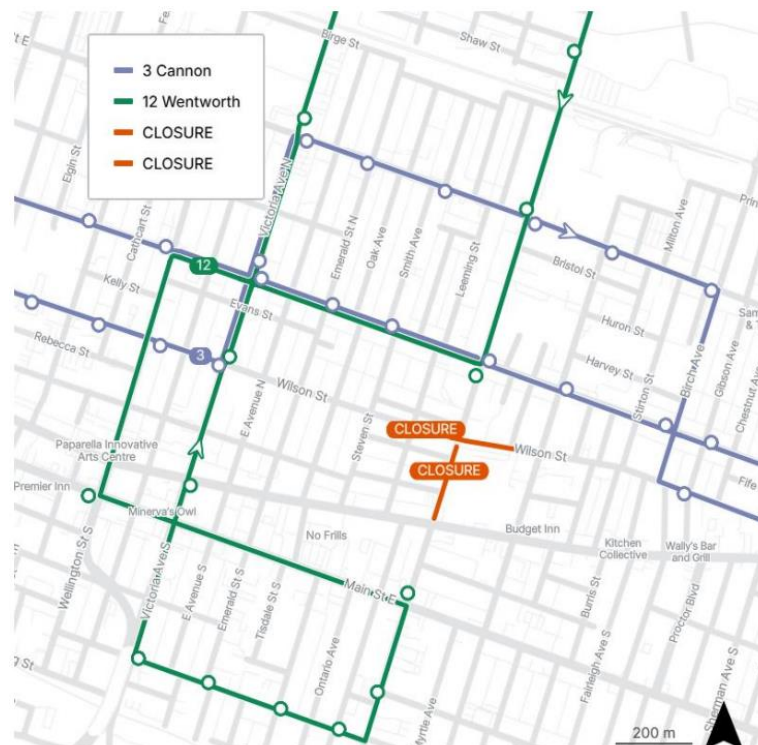 Birge St
Shaw St
St E
3 Cannon
12 Wentworth
CLOSURE
CLOSURE
Elgin St
Cathcart St
Victoria Ave N
Emerald St N
Oak Ave
Smith Ave
Leeming St
Bristol St
Milton Ave
Prin
12
Kelly St
Evans St
Huron St
Sam
& T
Rebecca St
3
Harvey St
Birch Ave
Gibson Ave
Chestnut Ave
Stirton St
E Avenue N
Wilson St
Steven St
CLOSURE
Wilson St
CLOSURE
Paparella Innovative
Arts Centre
Premier Inn
Minerva's Owl
No Frills
Budget Inn
Fife
Kitchen
Collective
Wally's Bar
and Grill
Wellington St S
Victoria Ave S
E Avenue S
Emerald St S
Tisdale St S
Main St E
Ontario Ave
Burris St
Fairleigh Ave S
Proctor Blvd
Sherman Ave S
Myrtle Ave
200 m